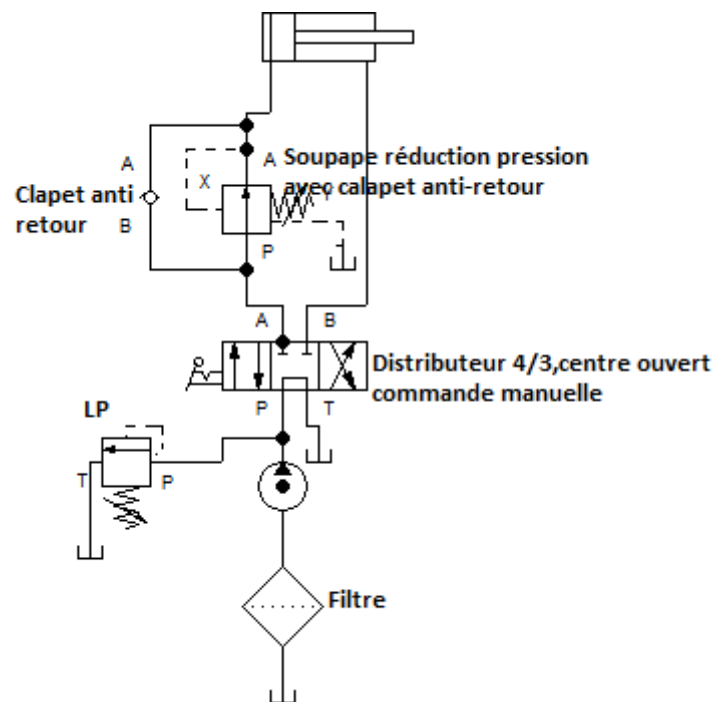 A
Clapet anti
retour
B
X
A
Soupape réduction pression
avec calapet anti-retour
Y
P
A
B
Distributeur 4/3,centre ouvert
commande manuelle
P
T
LP
T
P
Filtre